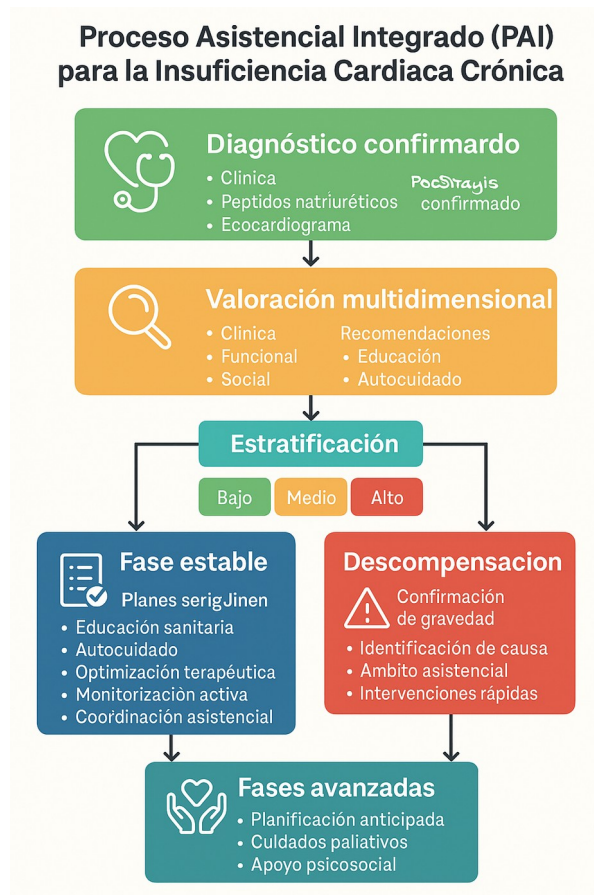 Proceso Asistencial Integrado (PAI)
para la Insuficiencia Cardiaca Crónica
Diagnóstico confirmardo
• Clinica
• Peptidos natriuréticos
• Ecocardiograma
confirmado
Valoración multidimensional
• Clinica
• Funcional
• Social
Recomendaciones
• Educación
• Autocuidado
Estratificación
Bajo
Medio
Alto
Fase estable
Planes serigJinen
• Educación sanitaria
• Autocuidado
• Optimización terapéutica
• Monitorizaciòn activa
• Coordinación asistencial
Descompensacion
Confirmación
de gravedad
• Identificación de causa
• Ambito asistencial
• Intervenciones rápidas
Fases avanzadas
• Planificación anticipada
• Culdados paliativos
• Apoyo psicosocial